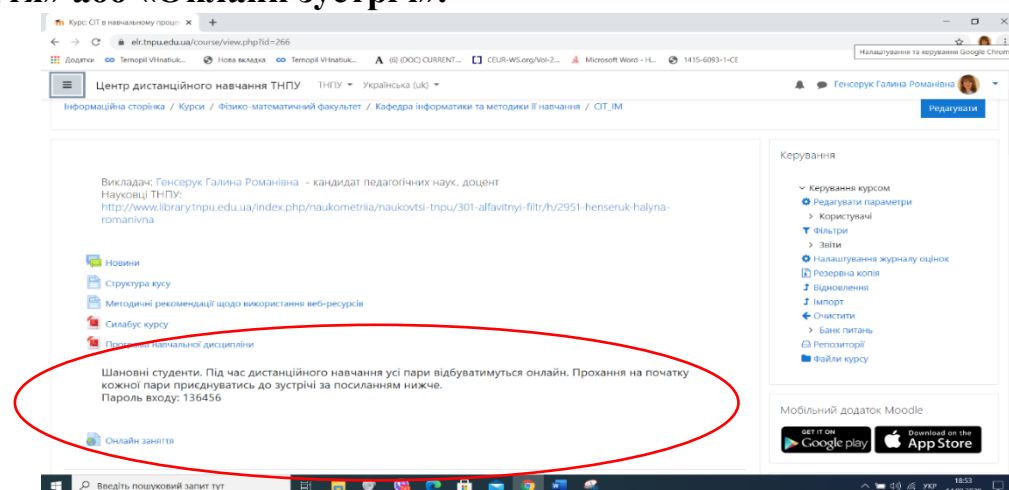 або «Онлайн зустріч».
Курс: СІТ в навчальному проце
elr.tnpu.edu.ua/course/view.php?id=266
Налаштування та керування Google Chrom
Додатки Ternopil VHnatiuk... Нова вкладка Ternopil VHnatiuk... (6) (DOC) CURRENT... CEUR-WS.org/Vol-2... Microsoft Word - H... 1415-6093-1-CE
Центр дистанційного навчання ТНПУ ТНПУ Українська (uk) Генсерук Галина Романівна
Інформаційна сторінка / Курси / Фізико-математичний факультет / Кафедра інформатики та методики її навчання / СІТ_ІМ
Редагувати
Викладач: Генсерук Галина Романівна – кандидат педагогічних наук, доцент
Науковці ТНПУ:
http://www.library.tnpu.edu.ua/index.php/naukometriia/naukovtsi-tnpu/301-alfavitnyi-filtr/h/2951-henseruk-halyna-
romanivna
Новини
Структура кусу
Методичні рекомендації щодо використання веб-ресурсів
Силабус курсу
Програма навчальної дисципліни
Шановні студенти. Під час дистанційного навчання усі пари відбуватимуться онлайн. Прохання на початку
кожної пари приєднуватись до зустрічі за посиланням нижче.
Пароль входу: 136456
Онлайн заняття
Керування
Керування курсом
Редагувати параметри
Користувачі
Фільтри
Звіти
Налаштування журналу оцінок
Резервна копія
Відновлення
Імпорт
Очистити
Банк питань
Репозиторії
Файли курсу
Мобільний додаток Moodle
GET IT ON
Google play
Download on the
App Store
Введіть пошуковий запит тут
УКР
18:53